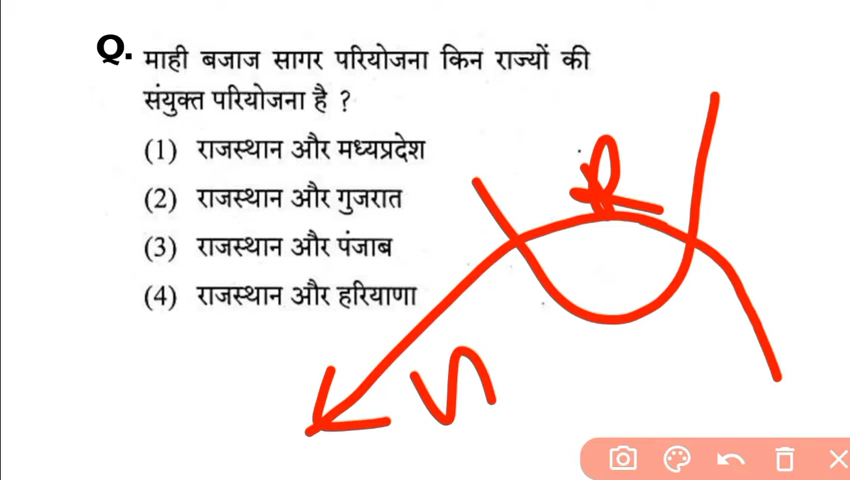 Q. माही बजाज सागर परियोजना किन राज्यों की
संयुक्त परियोजना है ?
(1) राजस्थान और मध्यप्रदेश
(2) राजस्थान और गुजरात
(3) राजस्थान और पंजाब
(4) राजस्थान और हरियाणा